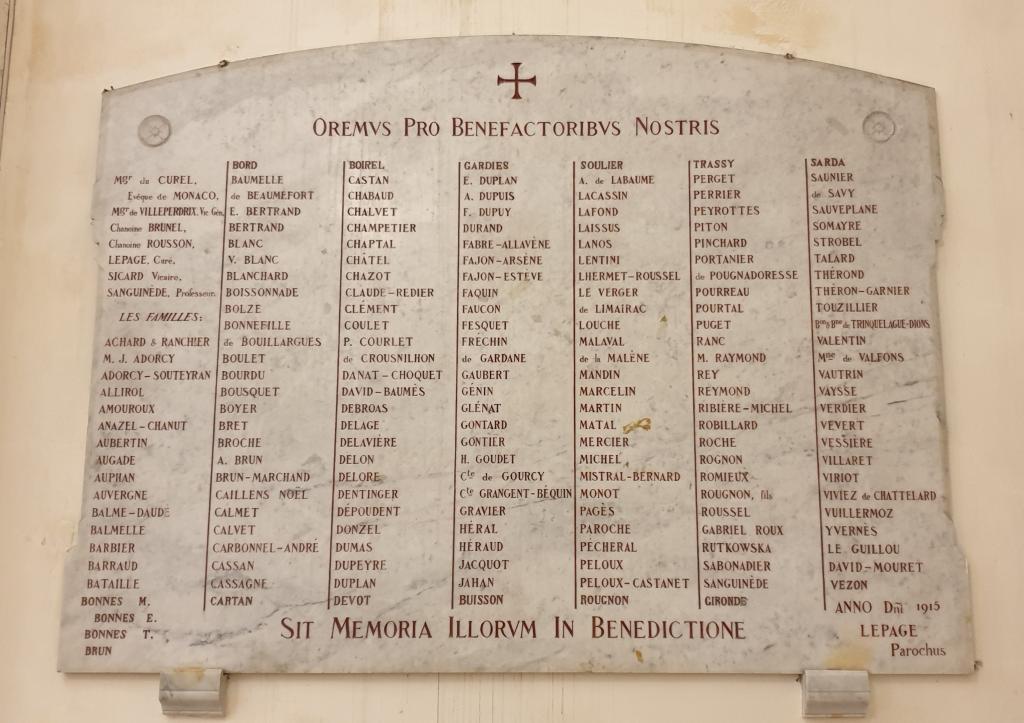 OREMVS PRO BENEFACTORIBVS NOSTRIS
Mgr du CUREL,
Evêque de MONACO,
Mgr de VILLEPERDRIX, Vic Gén,
Chanoine BRUNEL,
Chanoine ROUSSON,
LEPAGE, Curé,
SICARD Vicaire,
SANGUINÈDE, Professeur.
LES FAMILLES:
ACHARD & RANCHIER
M. J. ADORCY
ADORCY-SOUTEYRAN
ALLIROL
AMOUROUX
ANAZEL-CHANUT
AUBERTIN
AUGADE
AUPHAN
AUVERGNE
BALME-DAUDÉ
BALMELLE
BARBIER
BARRAUD
BATAILLE
BONNES M.
BONNES E.
BONNES T.
BRUN
BORD
BAUMELLE
de BEAUMEFORT
E. BERTRAND
BERTRAND
BLANC
V. BLANC
BLANCHARD
BOISSONNADE
BOLZE
BONNEFILLE
de BOUILLARGUES
BOULET
BOURDU
BOUSQUET
BOYER
BRET
BROCHE
A. BRUN
BRUN-MARCHAND
CAILLENS NOËL
CALMET
CALVET
CARBONNEL-ANDRÉ
CASSAN
CASSAGNE
CARTAN
BOIREL
CASTAN
CHABAUD
CHALVET
CHAMPETIER
CHAPTAL
CHÂTEL
CHAZOT
CLAUDE-REDIER
CLÉMENT
COULET
P. COURLET
de CROUSNILHON
DANAT-CHOQUET
DAVID-BAUMÈS
DEBROAS
DELAGE
DELAVIÈRE
DELON
DELORE
DENTINGER
DÉPOUDENT
DONZEL
DUMAS
DUPEYRE
DUPLAN
DEVOT
GARDIES
E. DUPLAN
A. DUPUIS
F. DUPUY
DURAND
FABRE-ALLAVÈNE
FAJON-ARSÈNE
FAJON-ESTÈVE
FAQUIN
FAUCON
FESQUET
FRÉCHIN
de GARDANE
GAUBERT
GÉNIN
GLÉNAT
GONTARD
GONTIER
H. GOUDET
Cte de GOURCY
Cte GRANGENT-BÉQUIN
GRAVIER
HÉRAL
HÉRAUD
JACQUOT
JAHAN
BUISSON
SOULIER
A. de LABAUME
LACASSIN
LAFOND
LAISSUS
LANOS
LENTINI
LHERMET-ROUSSEL
LE VERGER
de LIMAIRAC
LOUCHE
MALAVAL
de la MALÈNE
MANDIN
MARCELIN
MARTIN
MATAL
MERCIER
MICHEL
MISTRAL-BERNARD
MONOT
PAGÈS
PAROCHE
PÉCHERAL
PELOUX
PELOUX-CASTANET
ROUGNON
TRASSY
PERGET
PERRIER
PEYROTTES
PITON
PINCHARD
PORTANIER
de POUGNADORESSE
POURREAU
POURTAL
PUGET
RANC
M. RAYMOND
REY
REYMOND
RIBIÈRE-MICHEL
ROBILLARD
ROCHE
ROGNON
ROMIEUX
ROUGNON, fils
ROUSSEL
GABRIEL ROUX
RUTKOWSKA
SABONADIER
SANGUINÈDE
GIRONDE
SARDA
SAUNIER
de SAVY
SAUVEPLANE
SOMAYRE
STROBEL
TALARD
THÉROND
THÉRON-GARNIER
TOUZILLIER
Bon & Bne de TRINQUELAGUE-DIONS
VALENTIN
Mse de VALFONS
VAUTRIN
VAYSSE
VERDIER
VEVERT
VESSIÈRE
VILLARET
VIRIOT
VIVIEZ de CHATTELARD
VUILLERMOZ
YVERNÈS
LE GUILLOU
DAVID-MOURET
VEZON
ANNO Dni 1915
LEPAGE
Parochus
SIT MEMORIA ILLORVM IN BENEDICTIONE